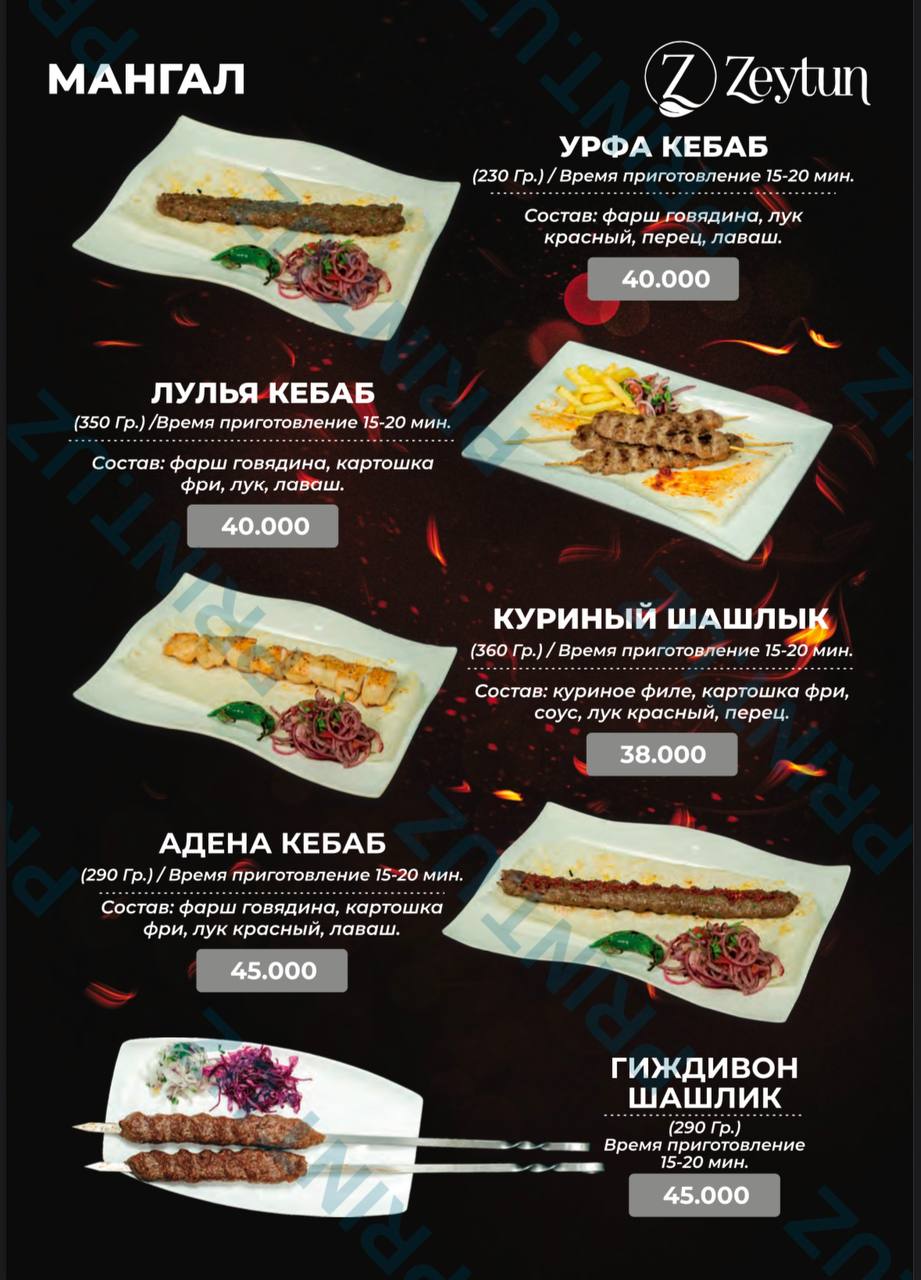 МАНГАЛ
Z Zeytun
УРФА КЕБАБ
(230 Гр.) / Время приготовление 15-20 мин.
Состав: фарш говядина, лук
красный, перец, лаваш.
40.000
ЛУЛЬЯ КЕБАБ
(350 Гр.) /Время приготовление 15-20 мин.
Состав: фарш говядина, картошка
фри, лук, лаваш.
40.000
КУРИНЫЙ ШАШЛЫК
(360 Гр.) / Время приготовление 15-20 мин.
Состав: куриное филе, картошка фри,
соус, лук красный, перец.
38.000
АДЕНА КЕБАБ
(290 Гр.) / Время приготовление 15-20 мин.
Состав: фарш говядина, картошка
фри, лук красный, лаваш.
45.000
ГИЖДИВОН
ШАШЛИК
(290 Гр.)
Время приготовление
15-20 мин.
45.000